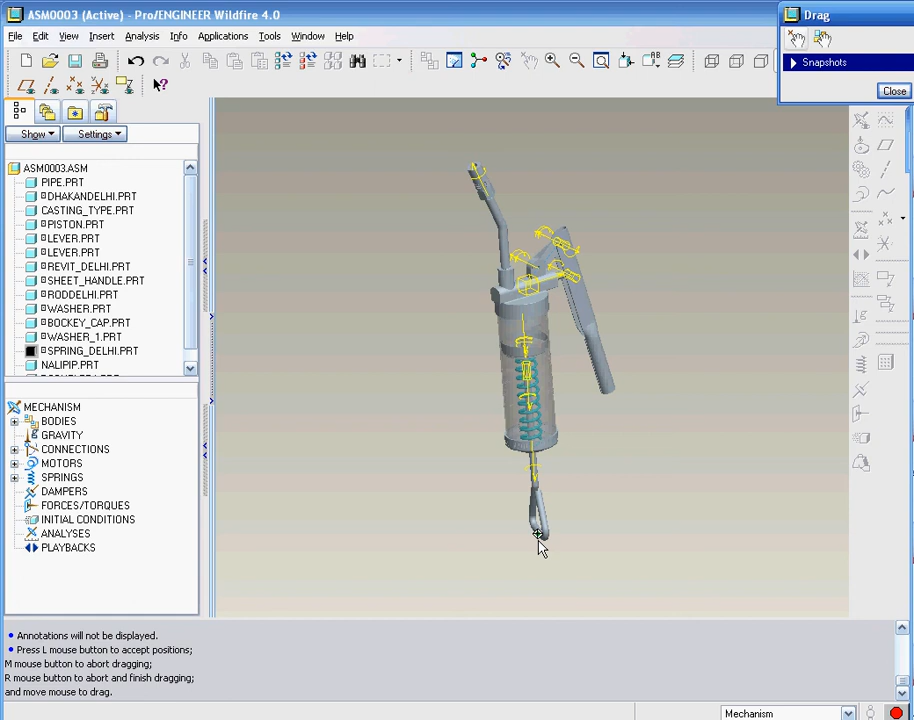 ASM0003 (Active) - Pro/ENGINEER Wildfire 4.0
Drag
File Edit View Insert Analysis Info Applications Tools Window Help
Snapshots
Close
Show Settings
ASM0003.ASM
PIPE.PRT
DHAKANDELHI.PRT
CASTING_TYPE.PRT
PISTON.PRT
LEVER.PRT
LEVER.PRT
REVIT_DELHI.PRT
SHEET_HANDLE.PRT
RODDELHI.PRT
WASHER.PRT
BOCKEY_CAP.PRT
WASHER_1.PRT
SPRING_DELHI.PRT
NALIPIP.PRT
MECHANISM
BODIES
GRAVITY
CONNECTIONS
MOTORS
SPRINGS
DAMPERS
FORCES/TORQUES
INITIAL CONDITIONS
ANALYSES
PLAYBACKS
• Annotations will not be displayed.
• Press L mouse button to accept positions;
M mouse button to abort dragging;
R mouse button to abort and finish dragging;
and move mouse to drag.
Mechanism